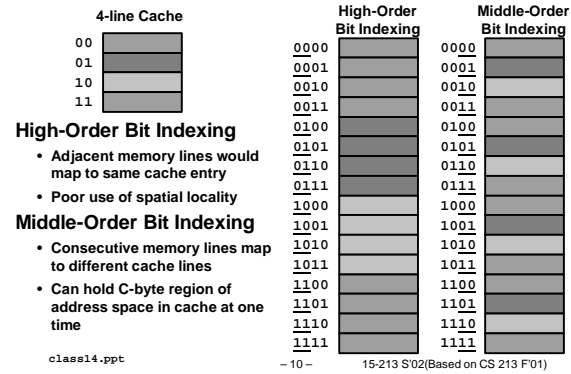 4-line Cache
00
01
10
11
High-Order Bit Indexing
• Adjacent memory lines would
map to same cache entry
• Poor use of spatial locality
Middle-Order Bit Indexing
• Consecutive memory lines map
to different cache lines
• Can hold C-byte region of
address space in cache at one
time
High-Order
Bit Indexing
0000
0001
0010
0011
0100
0101
0110
0111
1000
1001
1010
1011
1100
1101
1110
1111
Middle-Order
Bit Indexing
0000
0001
0010
0011
0100
0101
0110
0111
1000
1001
1010
1011
1100
1101
1110
1111
class14.ppt
– 10 –
15-213 S'02(Based on CS 213 F'01)